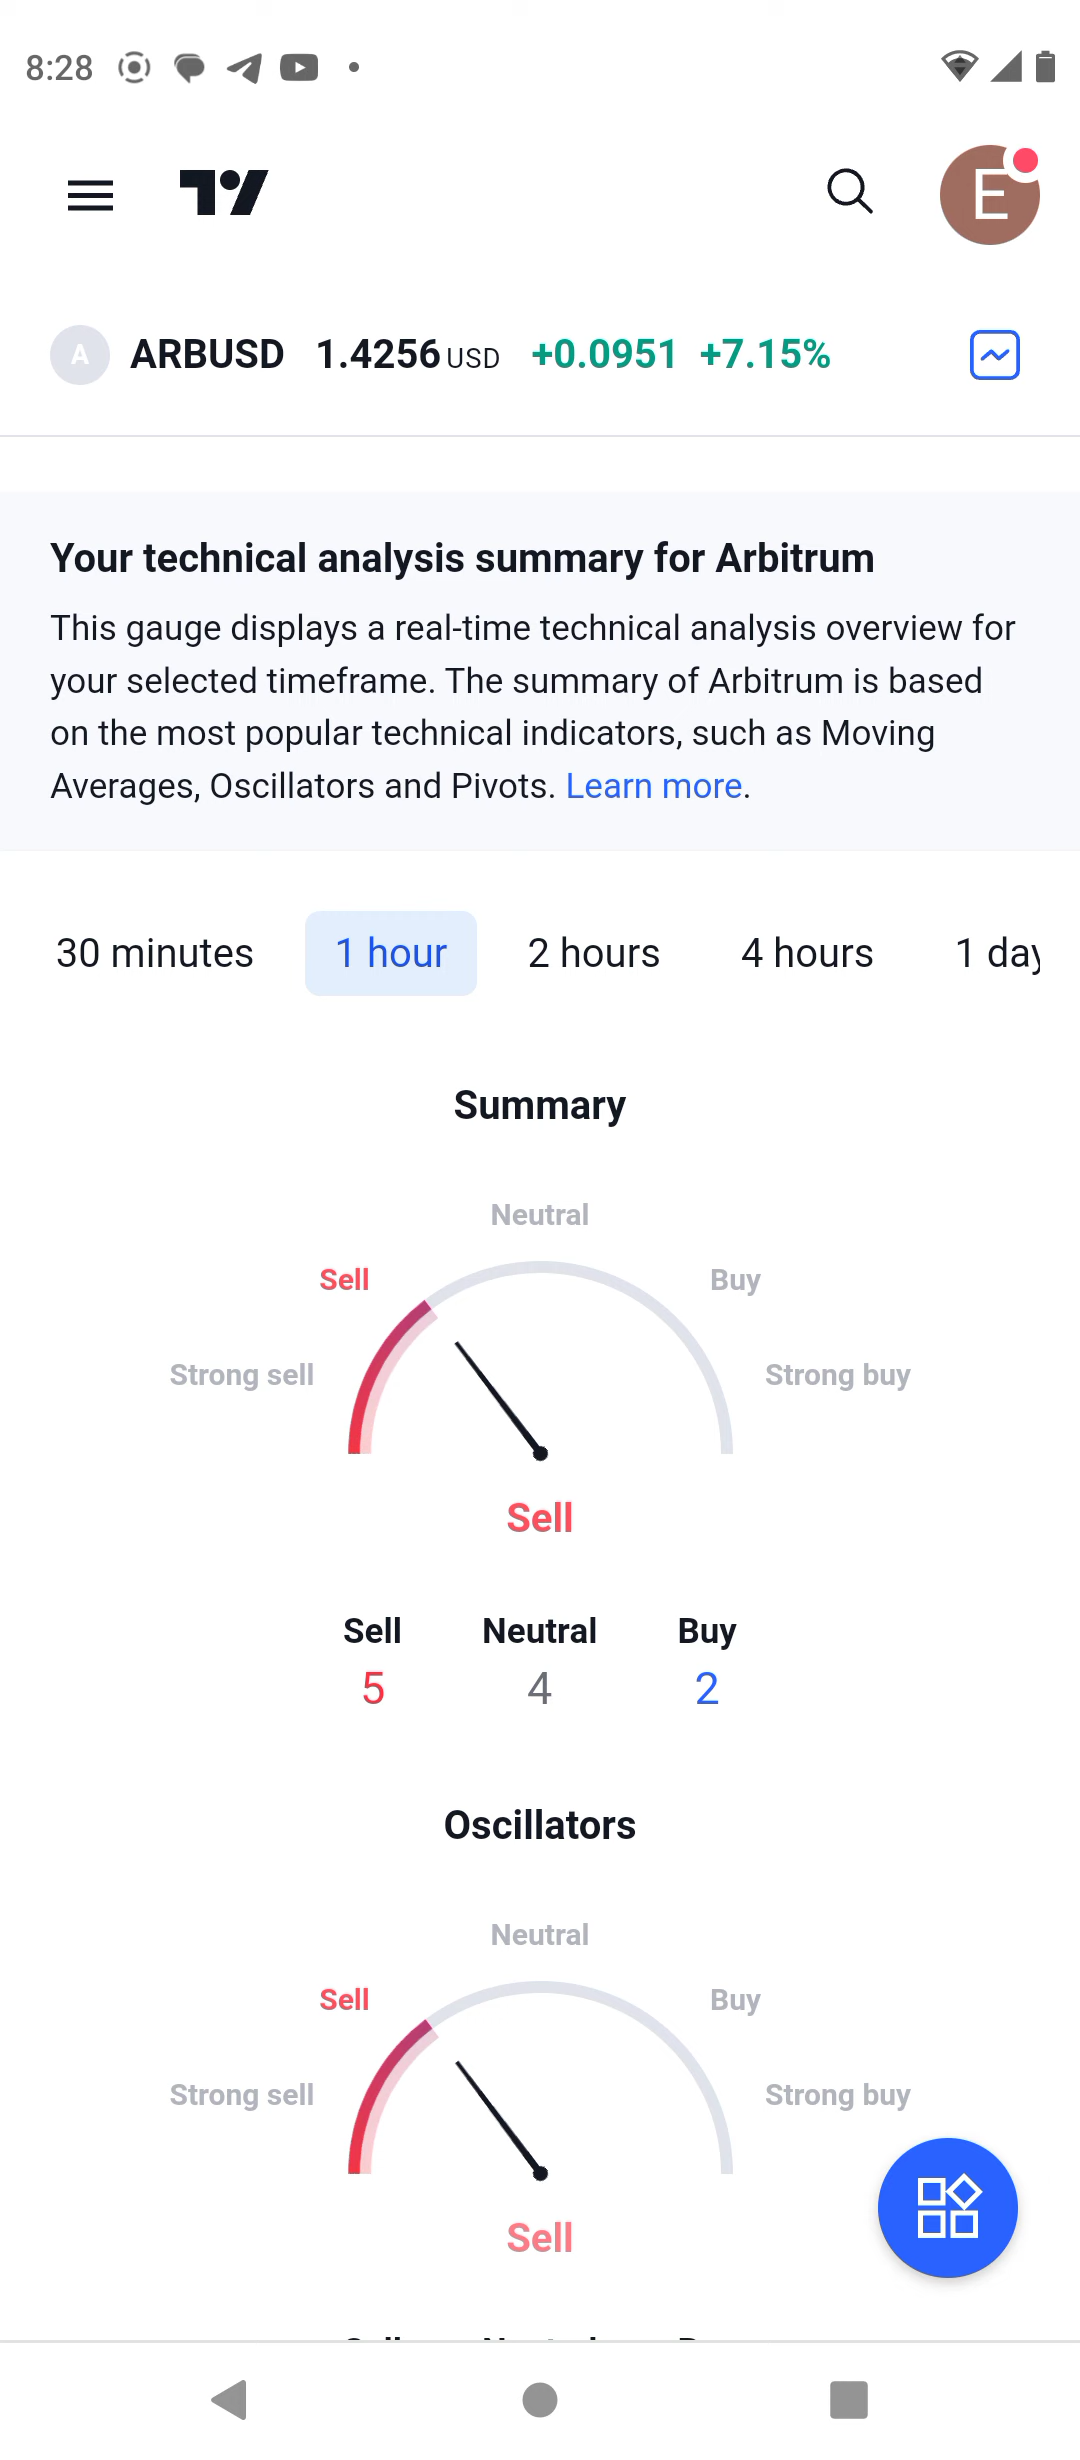 8:28
E
A ARBUSD 1.4256 USD +0.0951 +7.15%
Your technical analysis summary for Arbitrum
This gauge displays a real-time technical analysis overview for
your selected timeframe. The summary of Arbitrum is based
on the most popular technical indicators, such as Moving
Averages, Oscillators and Pivots. Learn more.
30 minutes 1 hour 2 hours 4 hours 1 day
Summary
Neutral
Sell Buy
Strong sell Strong buy
Sell
Sell Neutral Buy
5 4 2
Oscillators
Neutral
Sell Buy
Strong sell Strong buy
Sell